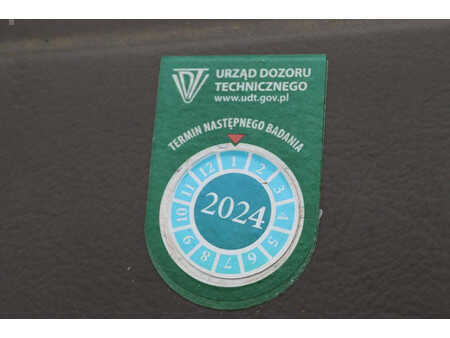 UDT
URZĄD DOZORU
TECHNICZNEGO
www.udt.gov.pl
TERMIN NASTĘPNEGO BADANIA
1 2 3 4 5 6 7 8 9 10 11 12
2024